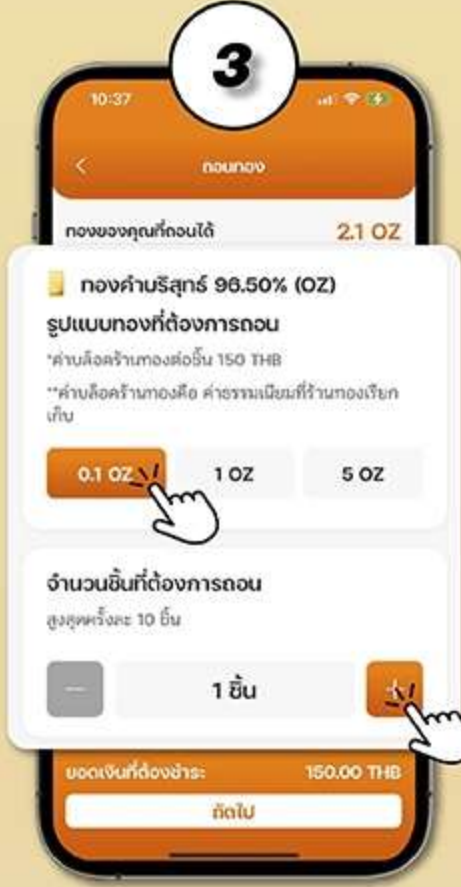 3
10:37
ถอนทอง
ทองของคุณที่ถอนได้ 2.1 OZ
ทองคำบริสุทธ์ 96.50% (OZ)
รูปแบบทองที่ต้องการถอน
*ค่าบล็อคร้านทองต่อชิ้น 150 THB
**ค่าบล็อคร้านทองคือ ค่าธรรมเนียมที่ร้านทองเรียก
เก็บ
0.1 OZ 1 OZ 5 OZ
จำนวนชิ้นที่ต้องการถอน
สูงสุดครั้งละ 10 ชิ้น
− 1 ชิ้น +
ยอดเงินที่ต้องชำระ: 150.00 THB
ถัดไป